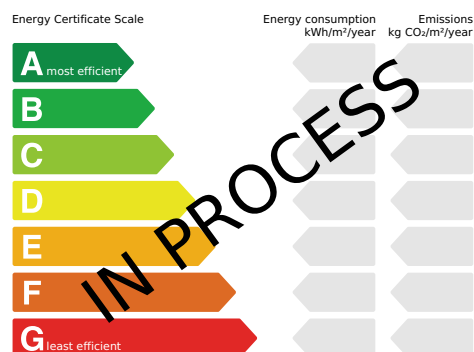 Energy Certificate Scale
Energy consumption
kWh/m²/year
Emissions
kg CO₂/m²/year
A most efficient
B
C
D
E
F
G least efficient
IN PROCESS